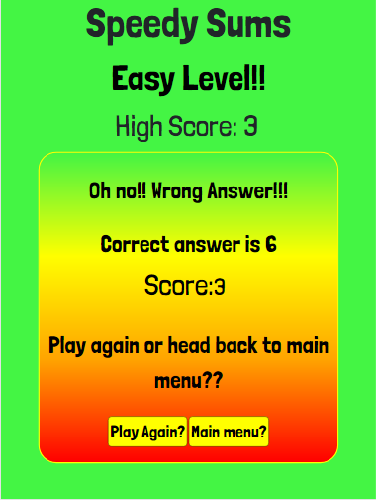 Speedy Sums
Easy Level!!
High Score: 3
Oh no!! Wrong Answer!!!
Correct answer is 6
Score:3
Play again or head back to main
menu??
Play Again? Main menu?